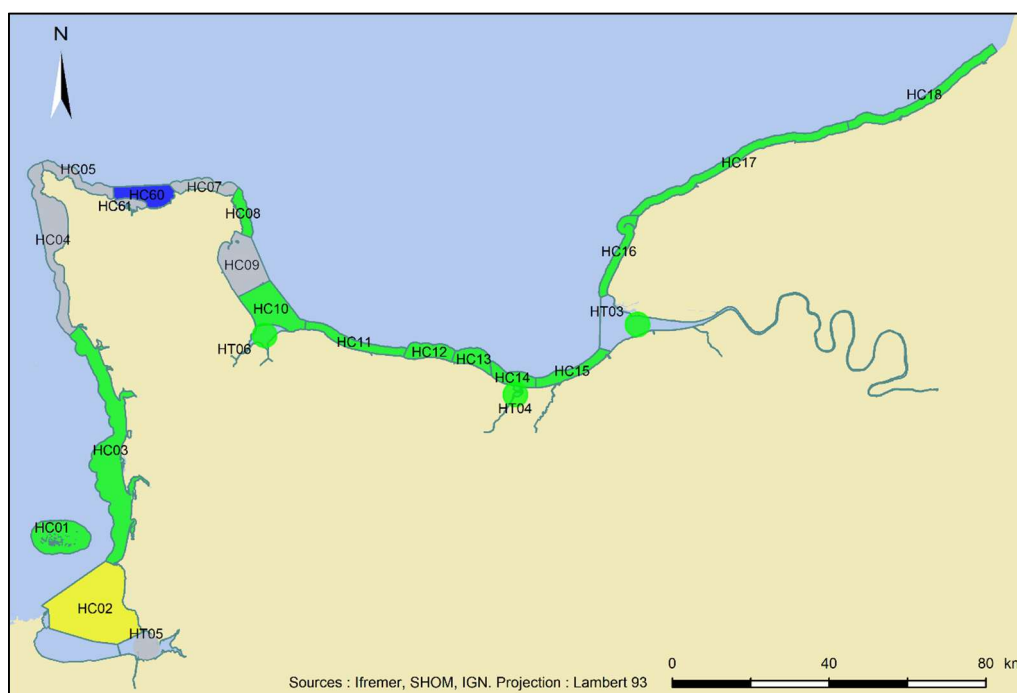 N
HC18
HC17
HC05
HC60
HC07
HC61
HC08
HC04
HC16
HC09
HC10
HT03
HC11
HT06
HC12
HC13
HC14
HC15
HT04
HC03
HC01
HC02
HT05
0 40 80 km
Sources : Ifremer, SHOM, IGN. Projection : Lambert 93